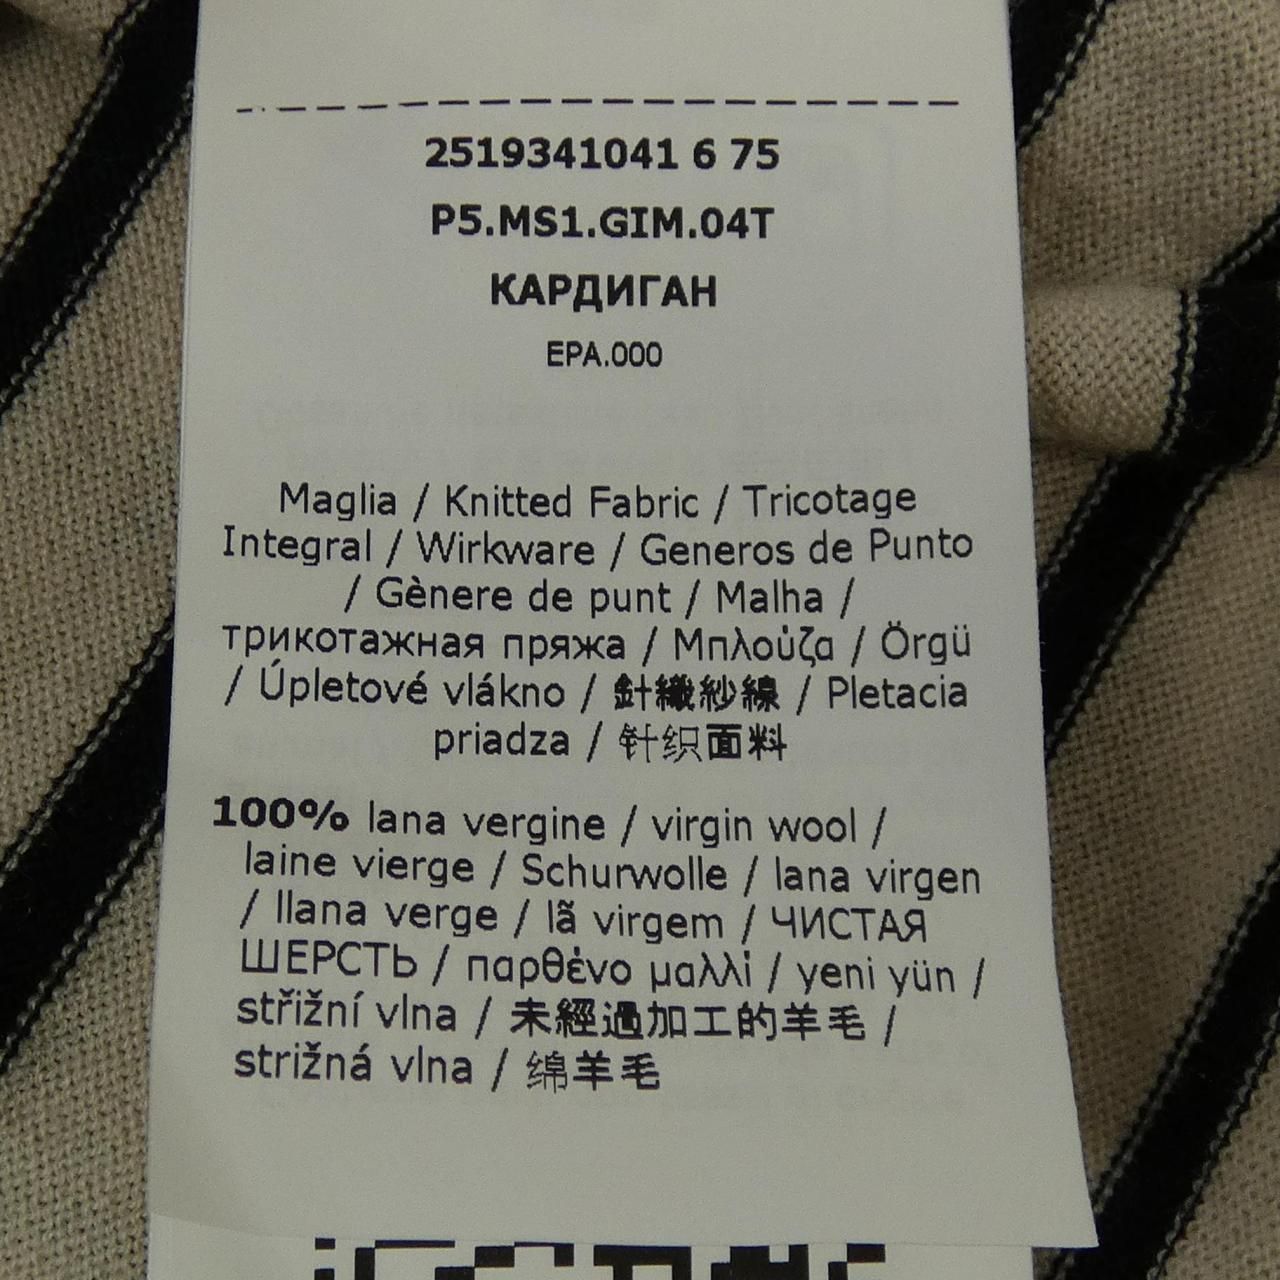 2519341041 6 75
P5.MS1.GIM.04T
КАРДИГАН
EPA.000
Maglia / Knitted Fabric / Tricotage
Integral / Wirkware / Generos de Punto
/ Gènere de punt / Malha /
трикотажная пряжа / Μπλούζα / Örgü
/ Úpletové vlákno / 針織紗線 / Pletacia
priadza / 针织面料
100% lana vergine / virgin wool /
laine vierge / Schurwolle / lana virgen
/ llana verge / lã virgem / ЧИСТАЯ
ШЕРСТЬ / παρθένο μαλλί / yeni yün /
střižní vlna / 未經過加工的羊毛 /
strižná vlna / 绵羊毛